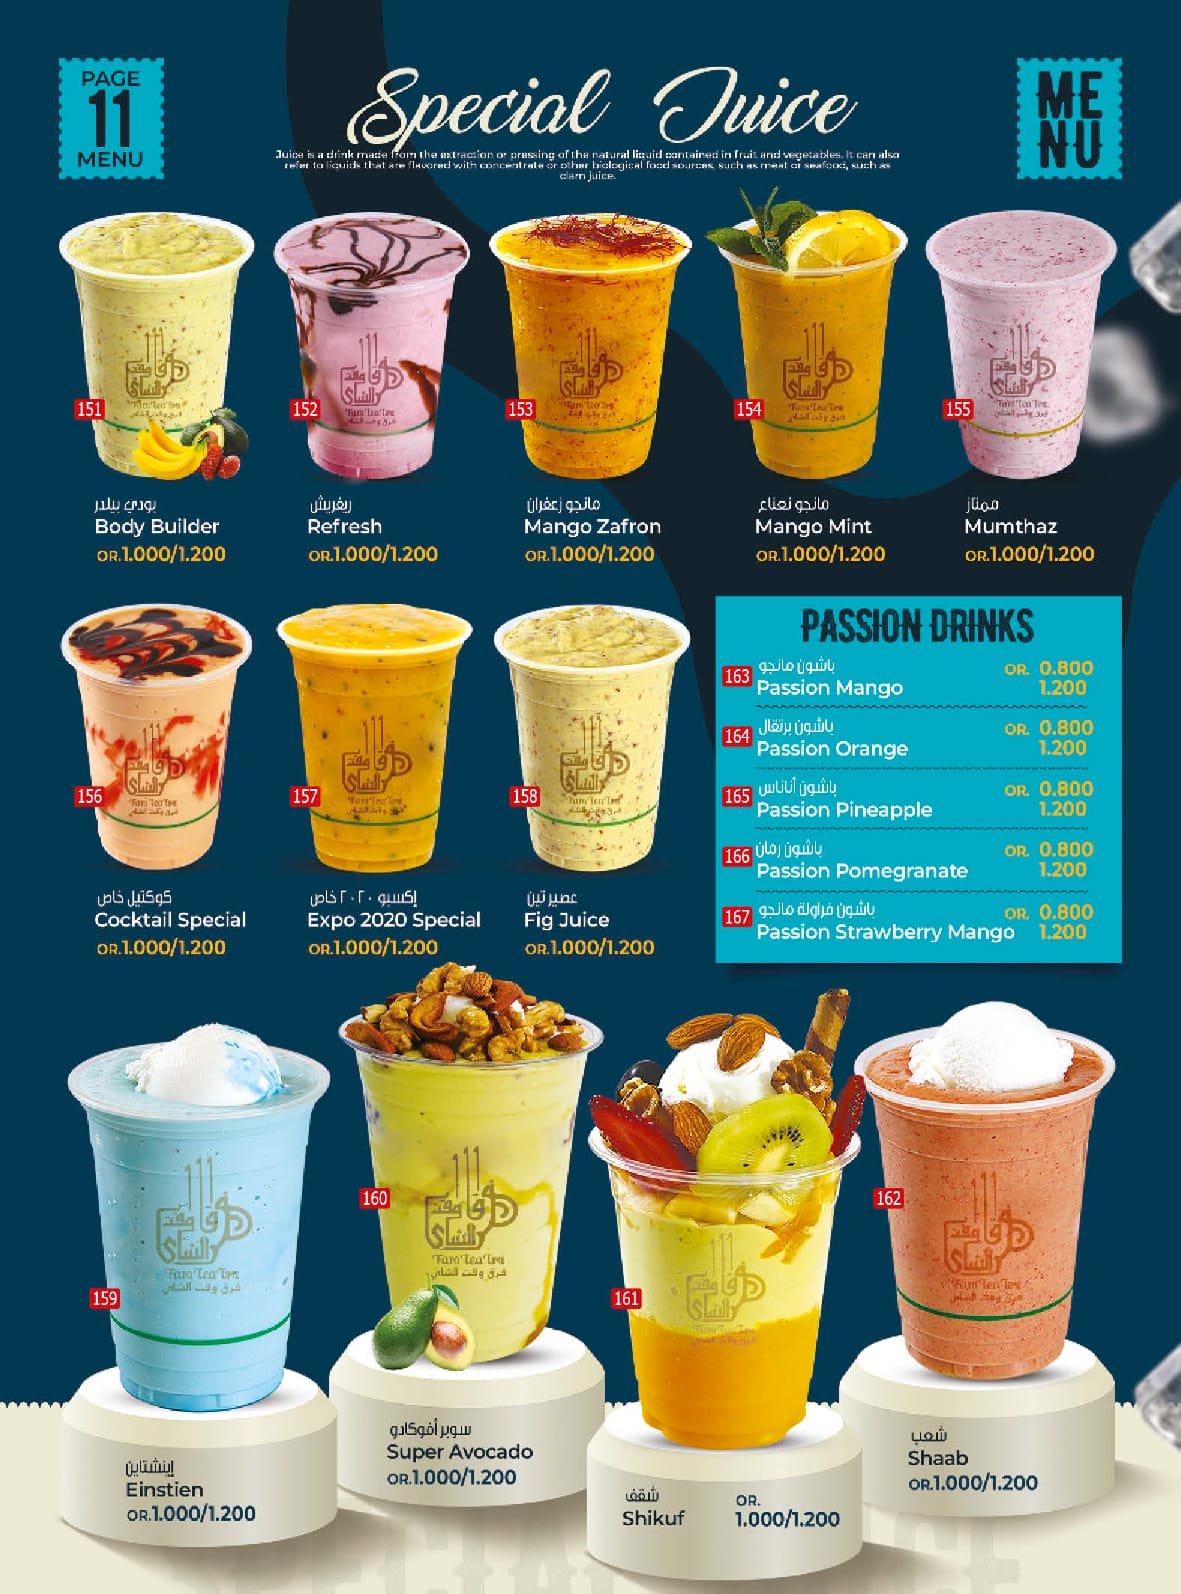 PAGE
11
MENU
Special Juice
ME
NU
Juice is a drink made from the extraction or pressing of the natural liquid contained in fruit and vegetables. It can also
refer to liquids that are flavored with concentrate or other biological food sources, such as meat or seafood, such as
clam juice.
151
بودي بيلدر
Body Builder
OR.1.000/1.200
152
ريفريش
Refresh
OR.1.000/1.200
153
مانجو زعفران
Mango Zafron
OR.1.000/1.200
154
مانجو نعناع
Mango Mint
OR.1.000/1.200
155
ممتاز
Mumthaz
OR.1.000/1.200
156
كوكتيل خاص
Cocktail Special
OR.1.000/1.200
157
إكسبو ٢٠٢٠ خاص
Expo 2020 Special
OR.1.000/1.200
158
عصير تين
Fig Juice
OR.1.000/1.200
PASSION DRINKS
163
باشون مانجو
Passion Mango
OR. 0.800
1.200
164
باشون برتقال
Passion Orange
OR. 0.800
1.200
165
باشون أناناس
Passion Pineapple
OR. 0.800
1.200
166
باشون رمان
Passion Pomegranate
OR. 0.800
1.200
167
باشون فراولة مانجو
Passion Strawberry Mango
OR. 0.800
1.200
159
إينشتاين
Einstien
OR.1.000/1.200
160
سوبر أفوكادو
Super Avocado
OR.1.000/1.200
161
شقف
Shikuf
OR.
1.000/1.200
162
شعب
Shaab
OR.1.000/1.200